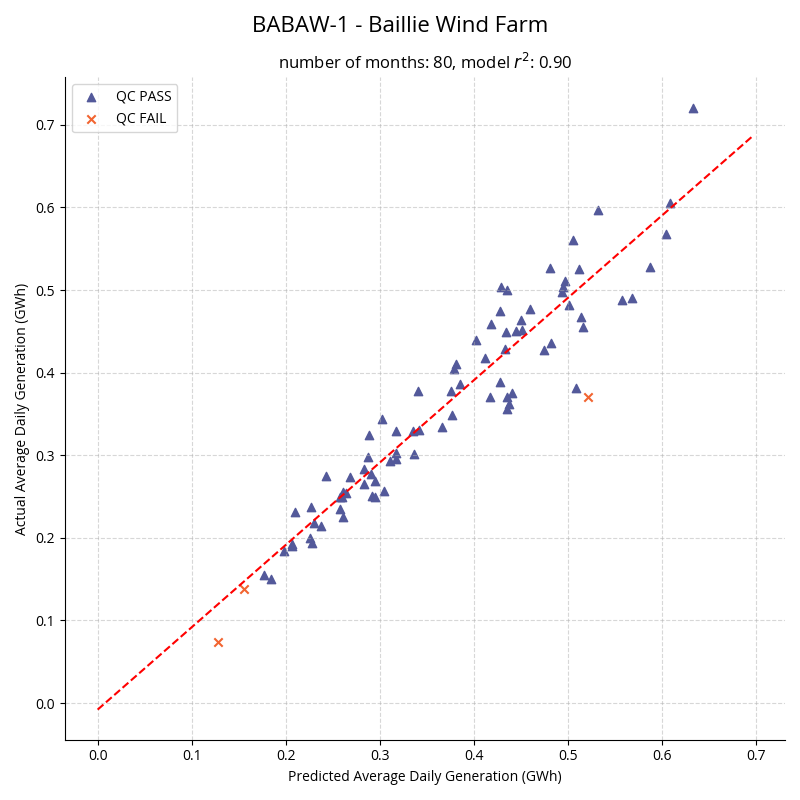 BABAW-1 - Baillie Wind Farm
number of months: 80, model r²: 0.90
QC PASS
QC FAIL
Actual Average Daily Generation (GWh)
0.7
0.6
0.5
0.4
0.3
0.2
0.1
0.0
0.0 0.1 0.2 0.3 0.4 0.5 0.6 0.7
Predicted Average Daily Generation (GWh)